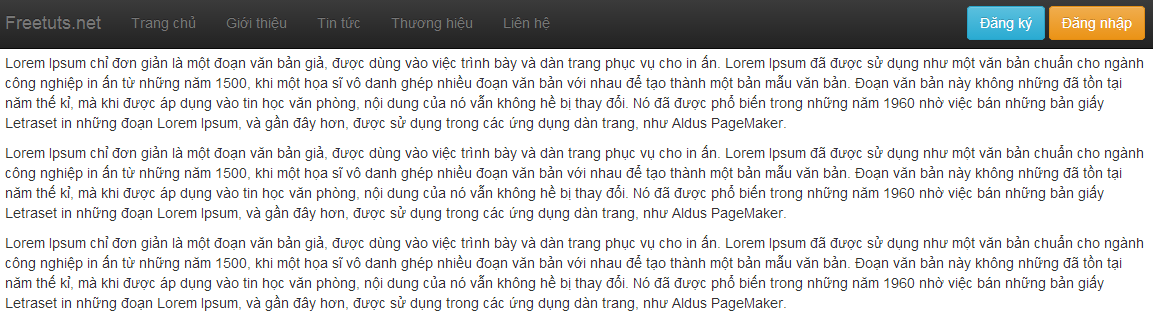 Freetuts.net Trang chủ Giới thiệu Tin tức Thương hiệu Liên hệ Đăng ký Đăng nhập
Lorem Ipsum chỉ đơn giản là một đoạn văn bản giả, được dùng vào việc trình bày và dàn trang phục vụ cho in ấn. Lorem Ipsum đã được sử dụng như một văn bản chuẩn cho ngành
công nghiệp in ấn từ những năm 1500, khi một họa sĩ vô danh ghép nhiều đoạn văn bản với nhau để tạo thành một bản mẫu văn bản. Đoạn văn bản này không những đã tồn tại
năm thế kỉ, mà khi được áp dụng vào tin học văn phòng, nội dung của nó vẫn không hề bị thay đổi. Nó đã được phổ biến trong những năm 1960 nhờ việc bán những bản giấy
Letraset in những đoạn Lorem Ipsum, và gần đây hơn, được sử dụng trong các ứng dụng dàn trang, như Aldus PageMaker.
Lorem Ipsum chỉ đơn giản là một đoạn văn bản giả, được dùng vào việc trình bày và dàn trang phục vụ cho in ấn. Lorem Ipsum đã được sử dụng như một văn bản chuẩn cho ngành
công nghiệp in ấn từ những năm 1500, khi một họa sĩ vô danh ghép nhiều đoạn văn bản với nhau để tạo thành một bản mẫu văn bản. Đoạn văn bản này không những đã tồn tại
năm thế kỉ, mà khi được áp dụng vào tin học văn phòng, nội dung của nó vẫn không hề bị thay đổi. Nó đã được phổ biến trong những năm 1960 nhờ việc bán những bản giấy
Letraset in những đoạn Lorem Ipsum, và gần đây hơn, được sử dụng trong các ứng dụng dàn trang, như Aldus PageMaker.
Lorem Ipsum chỉ đơn giản là một đoạn văn bản giả, được dùng vào việc trình bày và dàn trang phục vụ cho in ấn. Lorem Ipsum đã được sử dụng như một văn bản chuẩn cho ngành
công nghiệp in ấn từ những năm 1500, khi một họa sĩ vô danh ghép nhiều đoạn văn bản với nhau để tạo thành một bản mẫu văn bản. Đoạn văn bản này không những đã tồn tại
năm thế kỉ, mà khi được áp dụng vào tin học văn phòng, nội dung của nó vẫn không hề bị thay đổi. Nó đã được phổ biến trong những năm 1960 nhờ việc bán những bản giấy
Letraset in những đoạn Lorem Ipsum, và gần đây hơn, được sử dụng trong các ứng dụng dàn trang, như Aldus PageMaker.